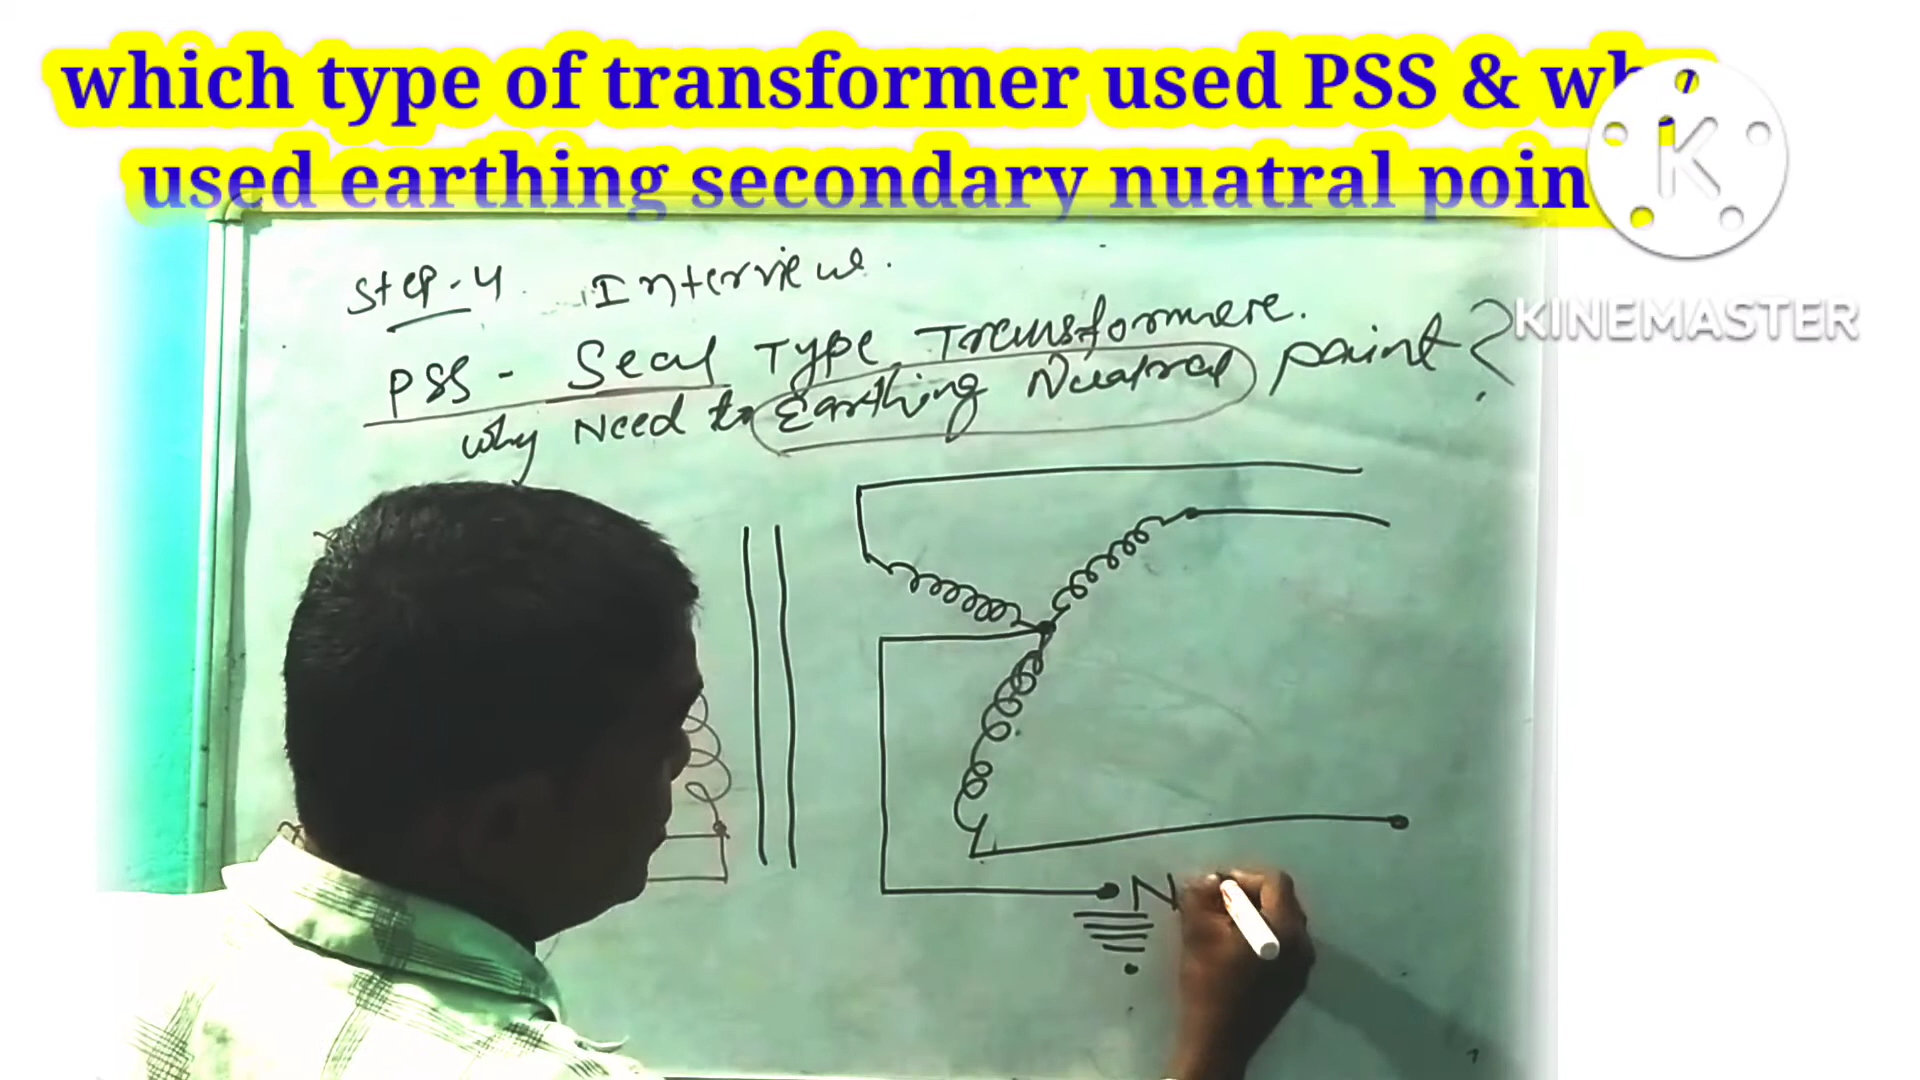 which type of transformer used PSS & why
used earthing secondary nuatral poin
K
KINEMASTER
Step-4 Interview.
PSS - Seal Type Transformere.
why Need to Earthing Nuatral point?
N